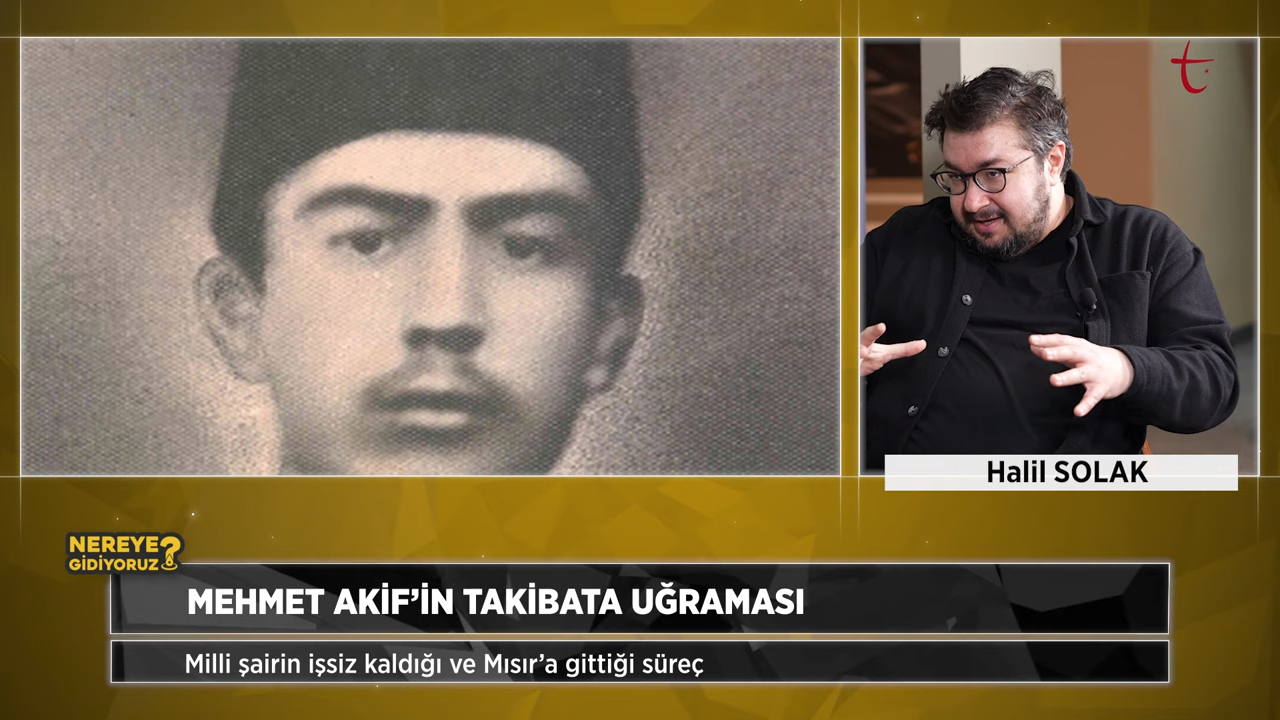 Halil SOLAK
NEREYE
GİDİYORUZ?
MEHMET AKİF’İN TAKİBATA UĞRAMASI
Milli şairin işsiz kaldığı ve Mısır’a gittiği süreç